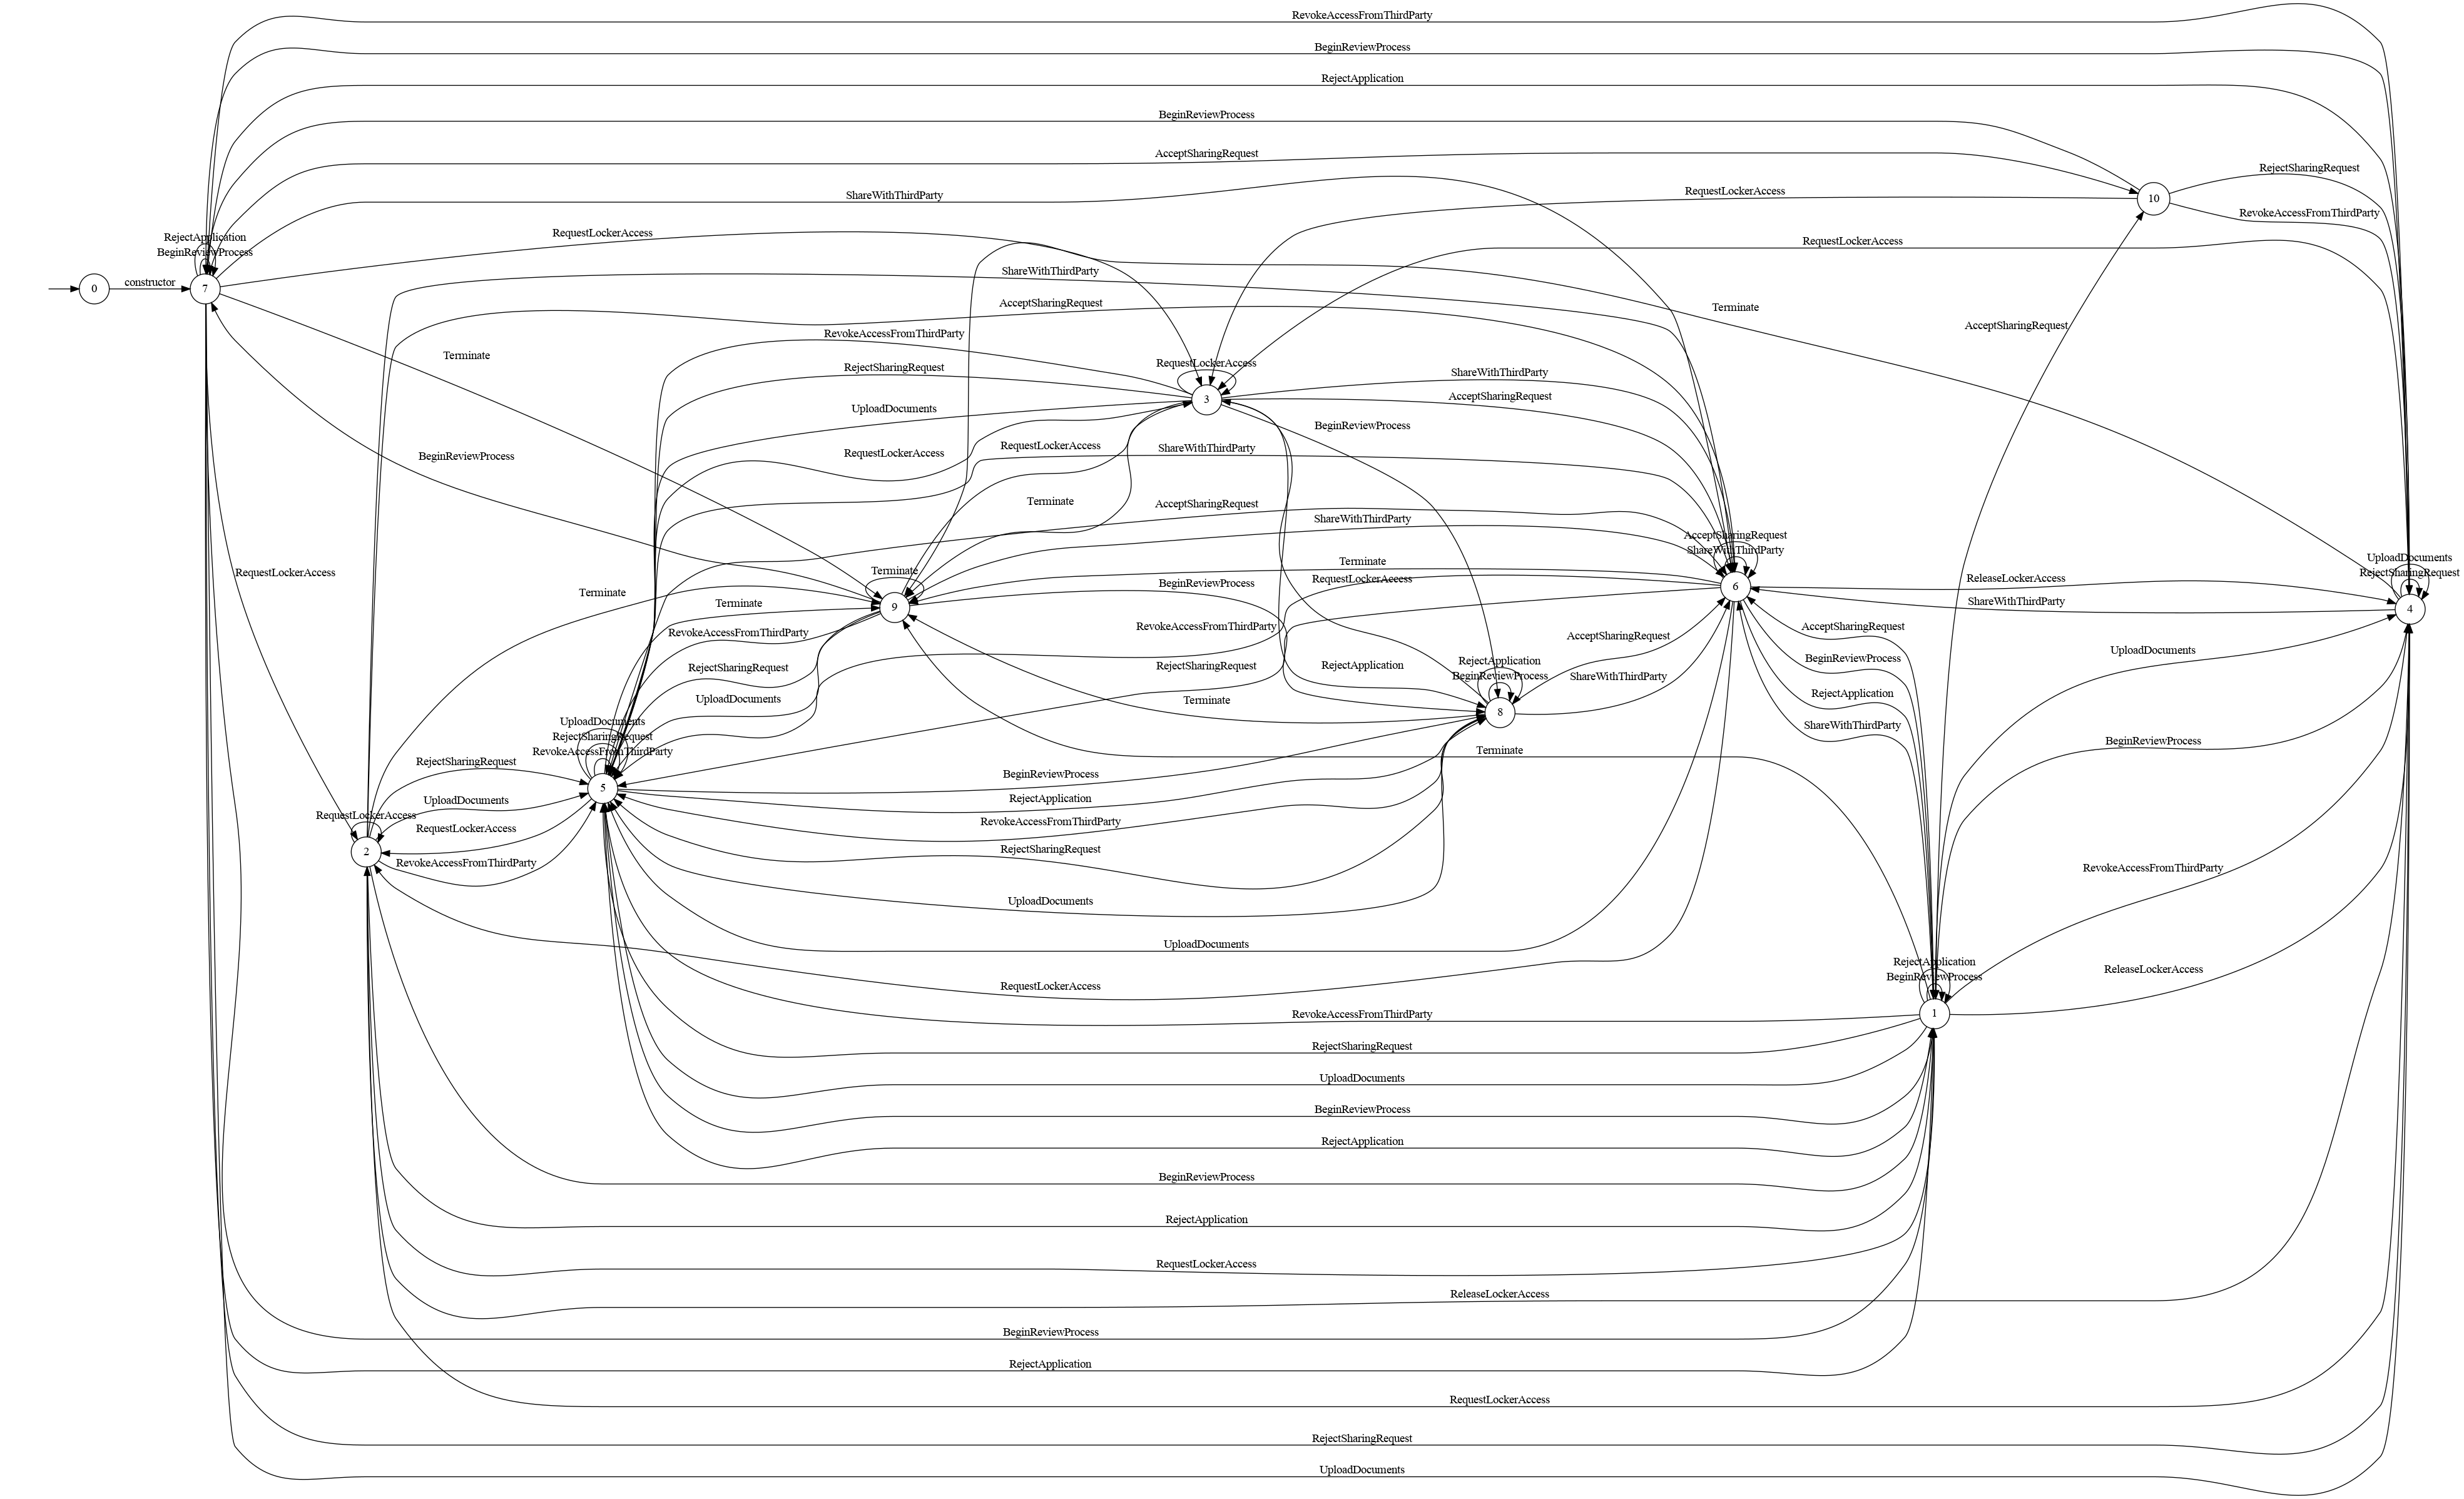 RevokeAccessFromThirdParty
BeginReviewProcess
RejectApplication
BeginReviewProcess
AcceptSharingRequest
RejectSharingRequest
ShareWithThirdParty
RequestLockerAccess
10
RevokeAccessFromThirdParty
RequestLockerAccess
RejectApplication
RequestLockerAccess
BeginReviewProcess
ShareWithThirdParty
constructor
0
7
AcceptSharingRequest
Terminate
AcceptSharingRequest
RevokeAccessFromThirdParty
Terminate
RequestLockerAccess
RejectSharingRequest
ShareWithThirdParty
3
AcceptSharingRequest
UploadDocuments
BeginReviewProcess
RequestLockerAccess
ShareWithThirdParty
RequestLockerAccess
BeginReviewProcess
Terminate
AcceptSharingRequest
ShareWithThirdParty
AcceptSharingRequest
ShareWithThirdParty
UploadDocuments
Terminate
RequestLockerAccess
Terminate
RejectSharingRequest
BeginReviewProcess
RequestLockerAccess
ReleaseLockerAccess
6
Terminate
9
ShareWithThirdParty
4
Terminate
RevokeAccessFromThirdParty
RevokeAccessFromThirdParty
AcceptSharingRequest
AcceptSharingRequest
UploadDocuments
RejectSharingRequest
RejectSharingRequest
RejectApplication
RejectApplication
BeginReviewProcess
BeginReviewProcess
ShareWithThirdParty
UploadDocuments
Terminate
RejectApplication
8
UploadDocuments
RejectSharingRequest
RevokeAccessFromThirdParty
ShareWithThirdParty
Terminate
BeginReviewProcess
RejectSharingRequest
BeginReviewProcess
5
UploadDocuments
RejectApplication
RequestLockerAccess
RequestLockerAccess
RevokeAccessFromThirdParty
2
RejectSharingRequest
RevokeAccessFromThirdParty
RevokeAccessFromThirdParty
UploadDocuments
UploadDocuments
RejectApplication
ReleaseLockerAccess
BeginReviewProcess
RequestLockerAccess
RevokeAccessFromThirdParty
1
RejectSharingRequest
UploadDocuments
BeginReviewProcess
RejectApplication
BeginReviewProcess
RejectApplication
RequestLockerAccess
ReleaseLockerAccess
BeginReviewProcess
RejectApplication
RequestLockerAccess
RejectSharingRequest
UploadDocuments